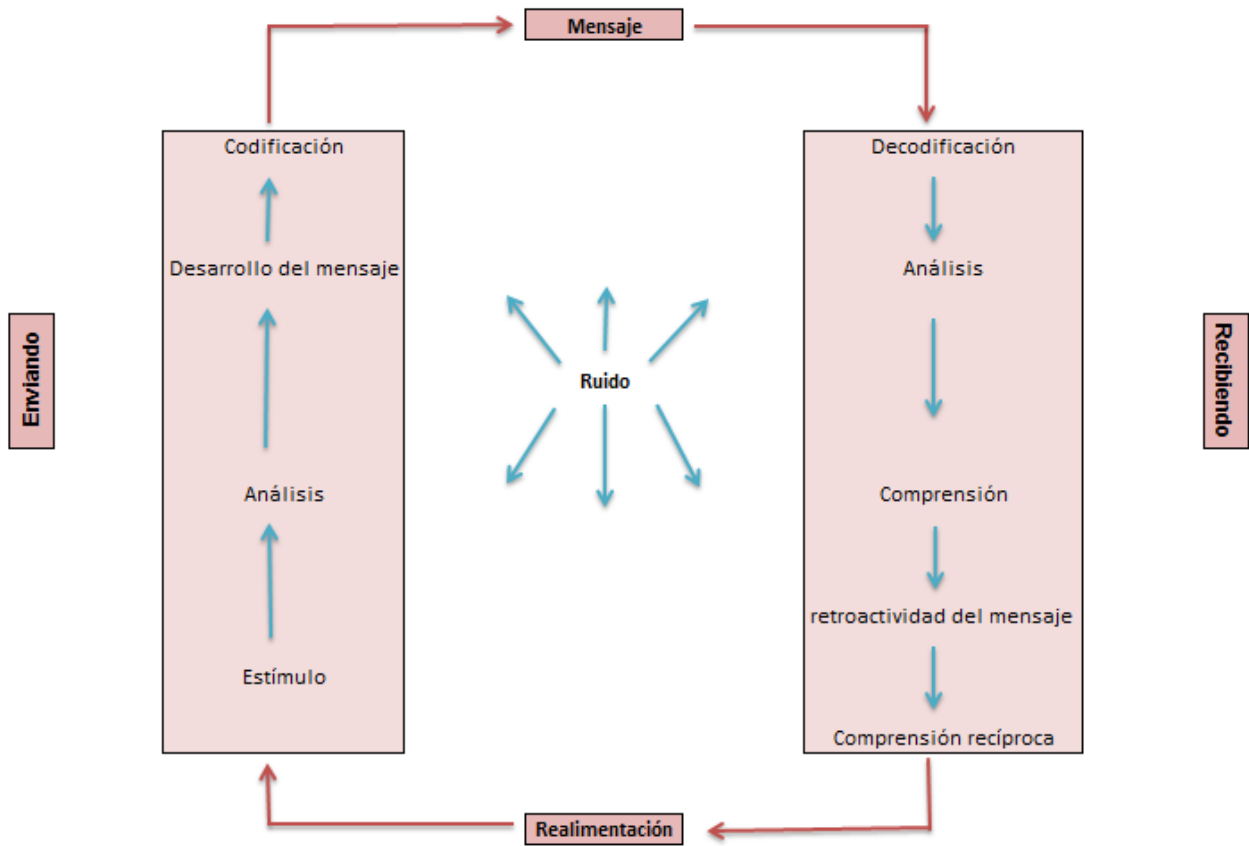 Mensaje
Codificación
Decodificación
Desarrollo del mensaje
Análisis
Enviando
Ruido
Recibiendo
Análisis
Comprensión
retroactividad del mensaje
Estímulo
Comprensión recíproca
Realimentación